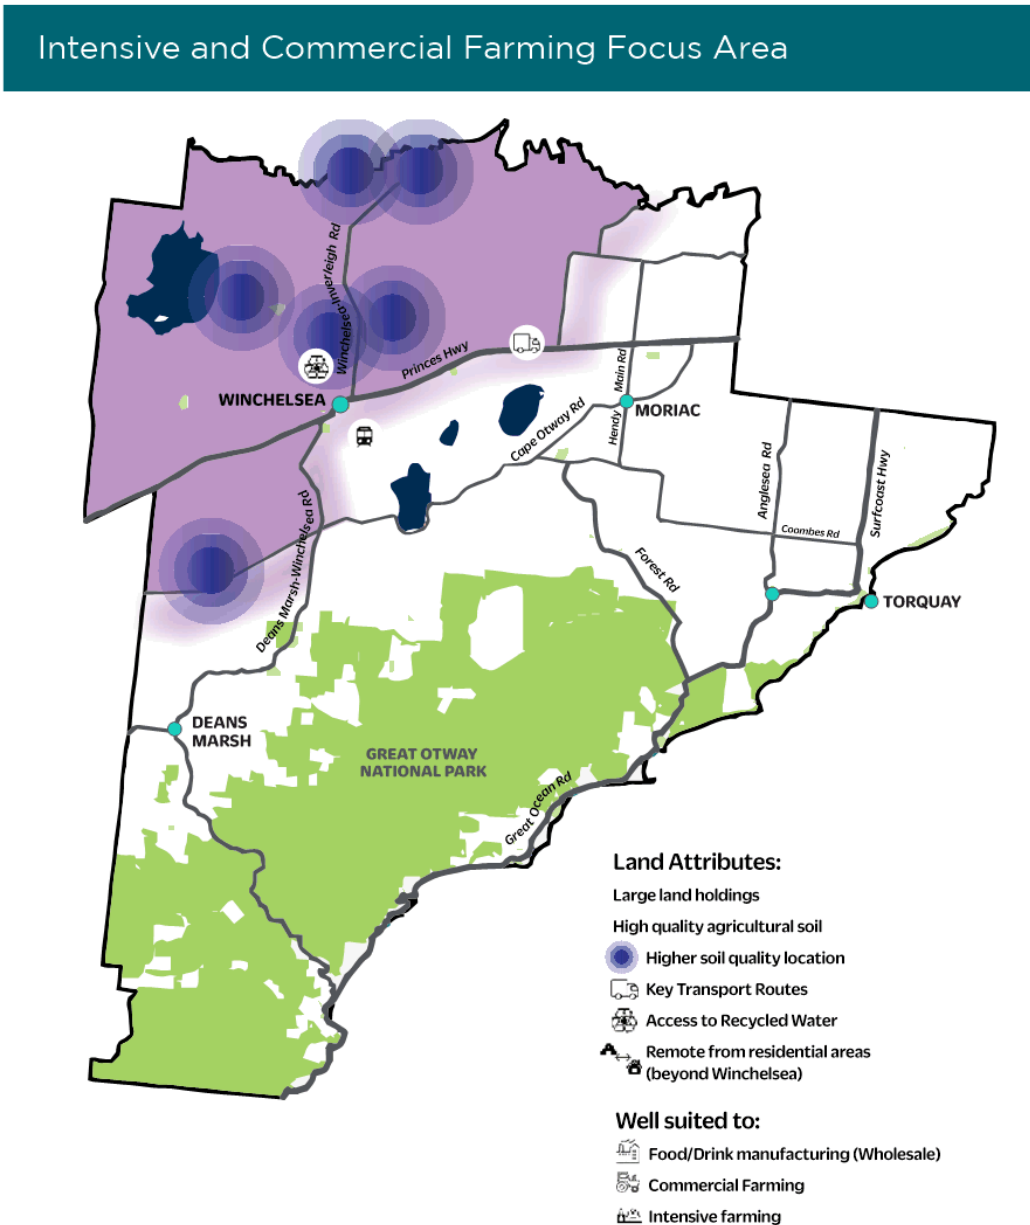 Intensive and Commercial Farming Focus Area
Winchelsea-Inverleigh Rd
Princes Hwy
WINCHELSEA
Main Rd
MORIAC
Hendy
Cape Otway Rd
Anglesea Rd
Surfcoast Hwy
Coombes Rd
Deans Marsh-Winchelsea Rd
Forest Rd
TORQUAY
DEANS
MARSH
GREAT OTWAY
NATIONAL PARK
Great Ocean Rd
Land Attributes:
Large land holdings
High quality agricultural soil
Higher soil quality location
Key Transport Routes
Access to Recycled Water
Remote from residential areas
(beyond Winchelsea)
Well suited to:
Food/Drink manufacturing (Wholesale)
Commercial Farming
Intensive farming